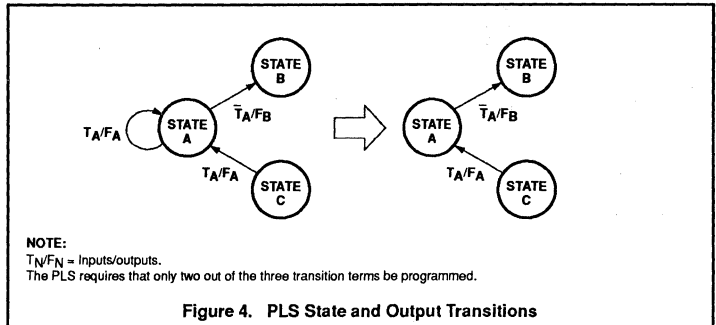 STATE
B
T̄A/FB
STATE
A
TA/FA
TA/FA
STATE
C
STATE
B
T̄A/FB
STATE
A
TA/FA
STATE
C
NOTE:
TN/FN = Inputs/outputs.
The PLS requires that only two out of the three transition terms be programmed.
Figure 4. PLS State and Output Transitions